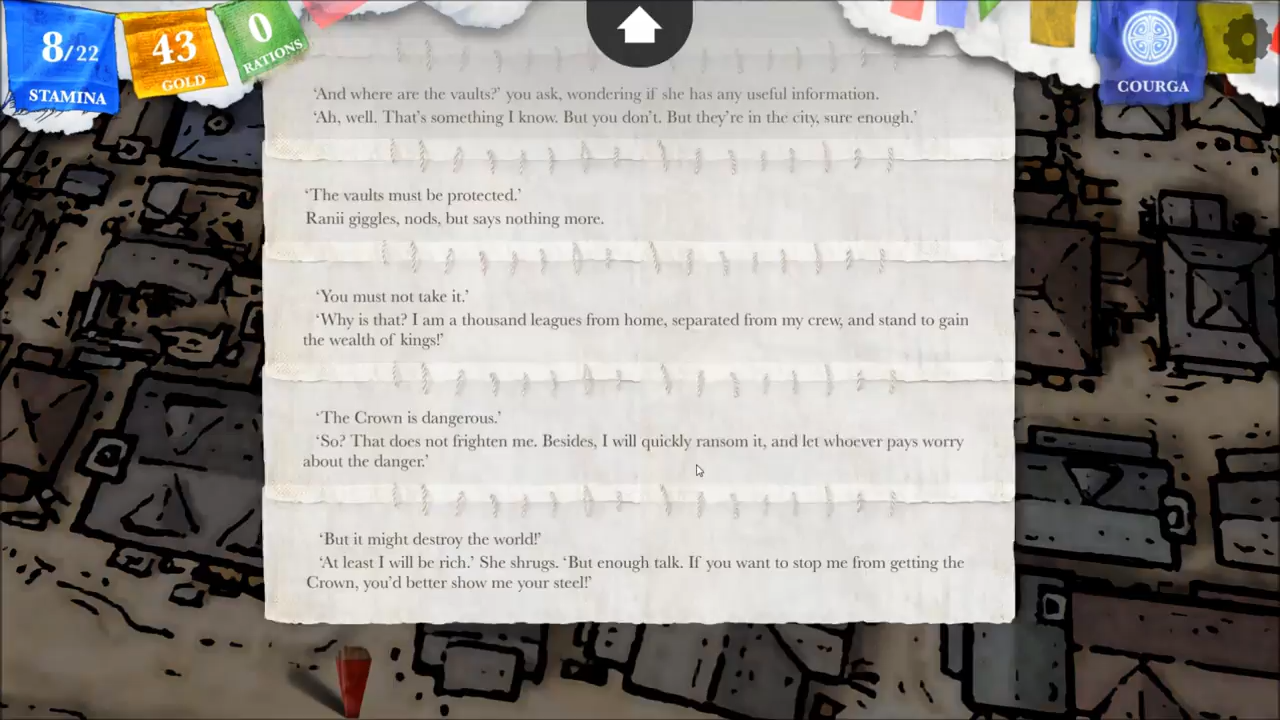 8/22
STAMINA
43
GOLD
0
RATIONS
COURGA
‘And where are the vaults?’ you ask, wondering if she has any useful information.
‘Ah, well. That’s something I know. But you don’t. But they’re in the city, sure enough.’
‘The vaults must be protected.’
Ranii giggles, nods, but says nothing more.
‘You must not take it.’
‘Why is that? I am a thousand leagues from home, separated from my crew, and stand to gain
the wealth of kings!’
‘The Crown is dangerous.’
‘So? That does not frighten me. Besides, I will quickly ransom it, and let whoever pays worry
about the danger.’
‘But it might destroy the world!’
‘At least I will be rich.’ She shrugs. ‘But enough talk. If you want to stop me from getting the
Crown, you’d better show me your steel!’